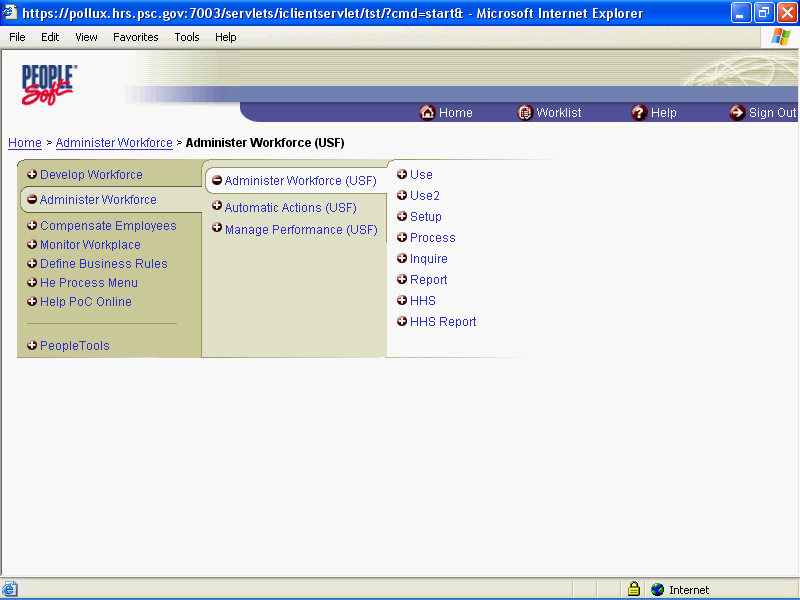 https://pollux.hrs.psc.gov:7003/servlets/iclientservlet/tst/?cmd=start& - Microsoft Internet Explorer
File Edit View Favorites Tools Help
PEOPLE
Soft
Home Worklist Help Sign Out
Home > Administer Workforce > Administer Workforce (USF)
Develop Workforce
Administer Workforce
Compensate Employees
Monitor Workplace
Define Business Rules
He Process Menu
Help PoC Online
PeopleTools
Administer Workforce (USF)
Automatic Actions (USF)
Manage Performance (USF)
Use
Use2
Setup
Process
Inquire
Report
HHS
HHS Report
Internet